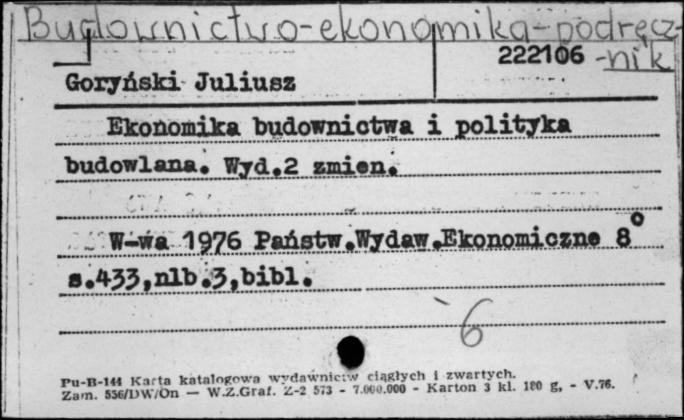 Budownictwo-ekonomika-podręcz-
222106 -nik
Goryński Juliusz
Ekonomika budownictwa i polityka
budowlana. Wyd.2 zmien.
W-wa 1976 Państw.Wydaw.Ekonomiczne 8°
s.433,nlb.3,bibl.
6
Pu-B-144 Karta katalogowa wydawnictw ciągłych i zwartych.
Zam. 556/DW/On — W.Z.Graf. Z-2 573 - 7.000.000 - Karton 3 kl. 180 g, - V.76.